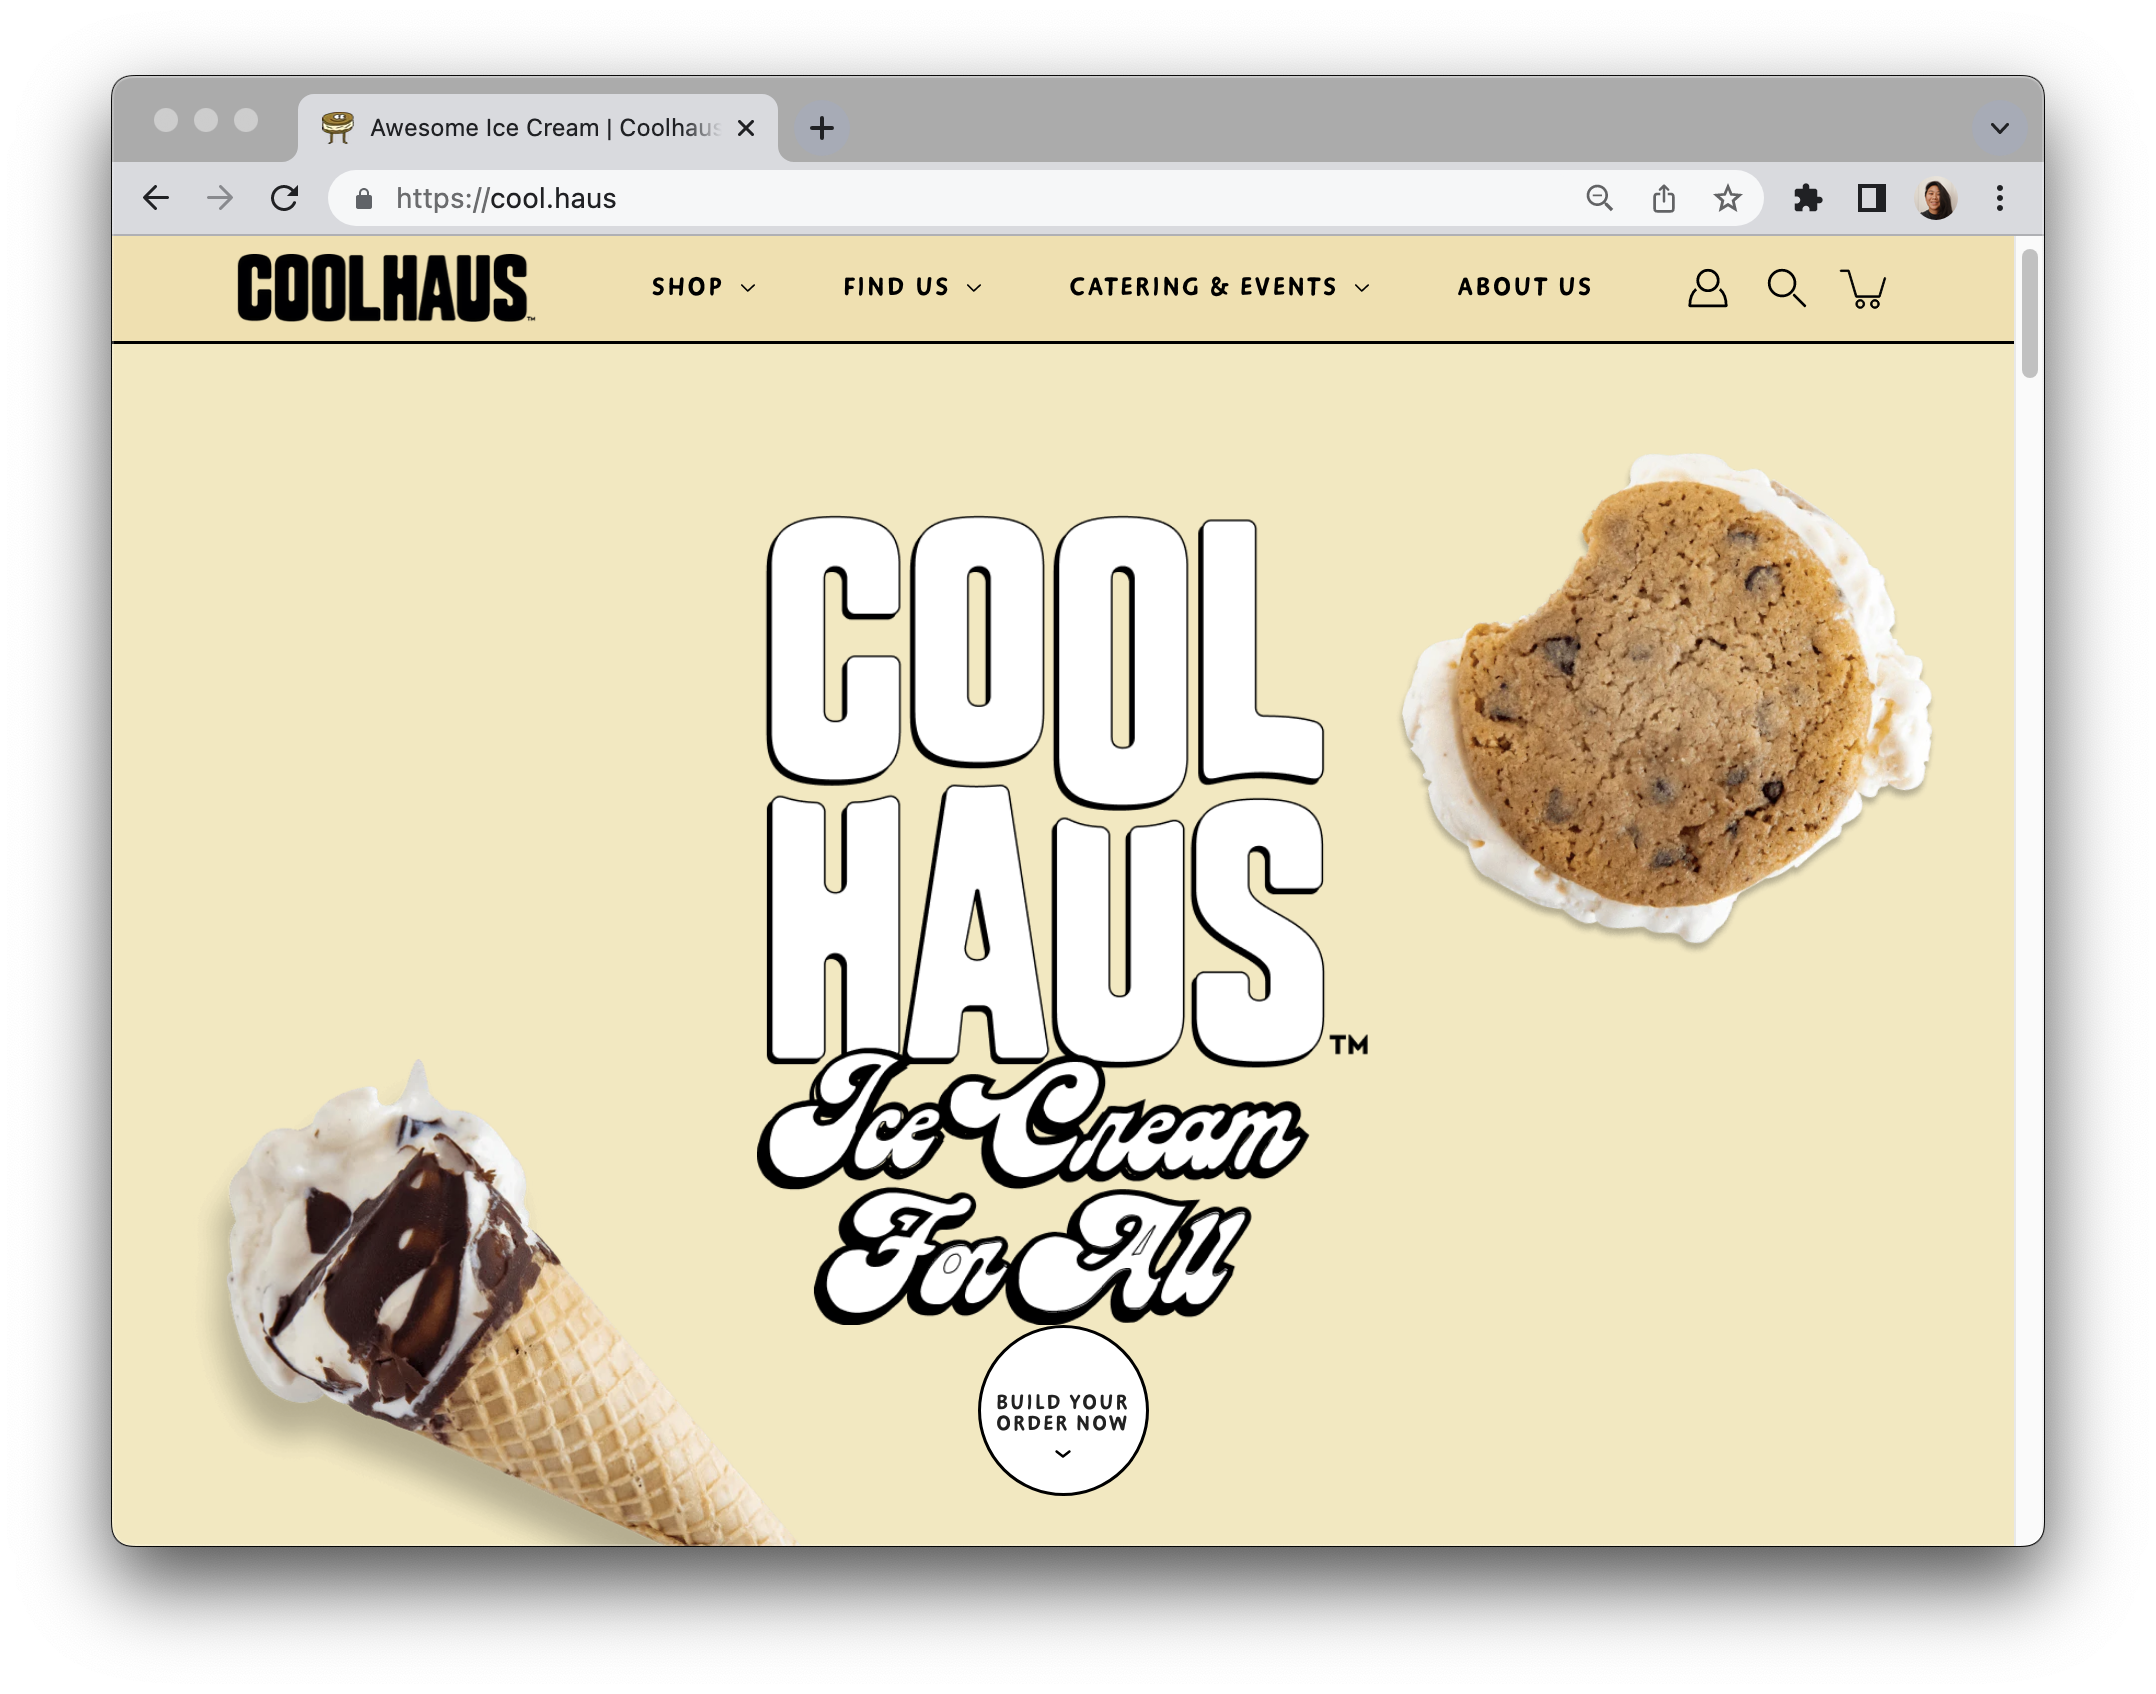 Awesome Ice Cream | Coolhaus
https://cool.haus
COOLHAUS™
SHOP
FIND US
CATERING & EVENTS
ABOUT US
COOL
HAUS™
Ice Cream
For All
BUILD YOUR
ORDER NOW